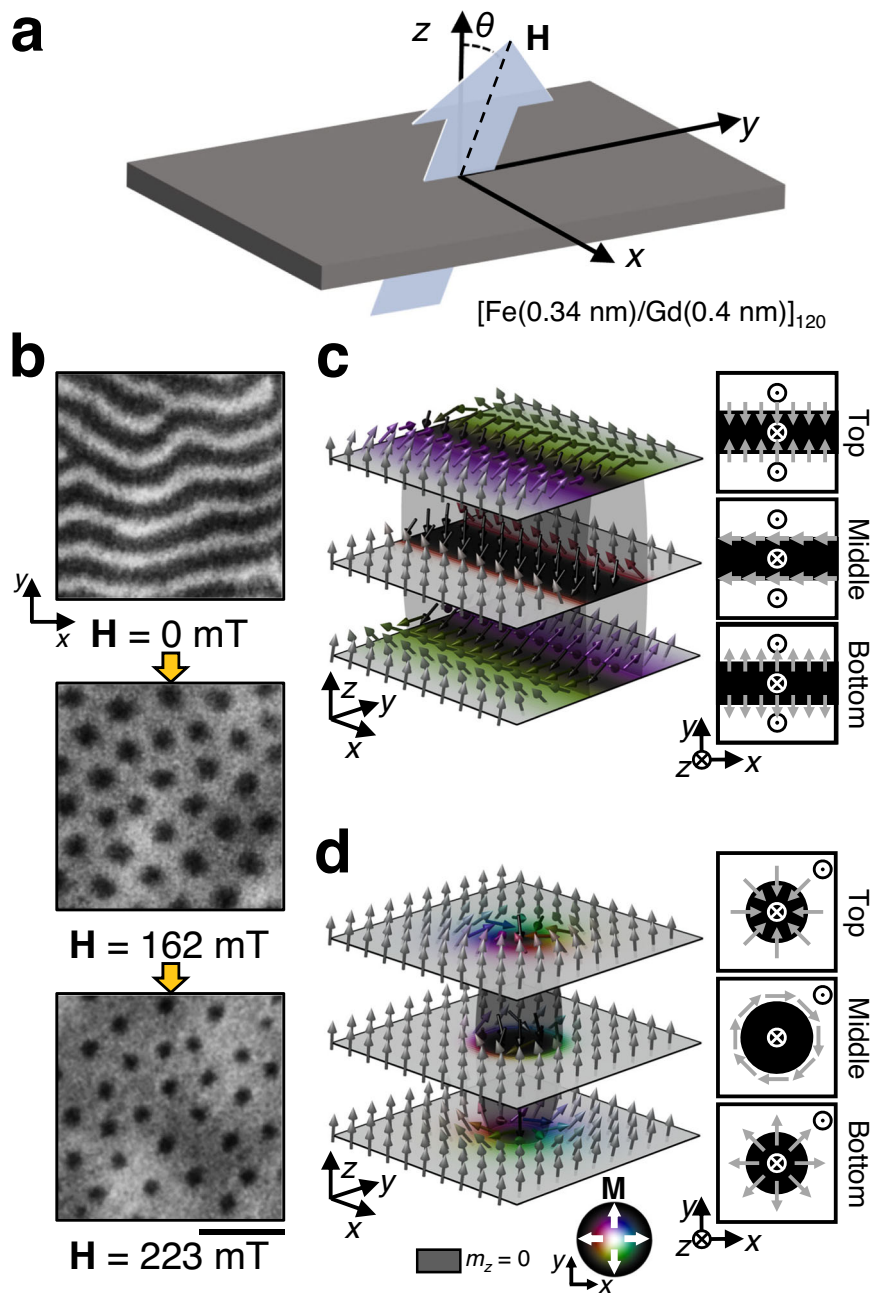 a
z
θ
H
y
x
[Fe(0.34 nm)/Gd(0.4 nm)]120
b
y
x
H = 0 mT
H = 162 mT
H = 223 mT
c
z
y
x
Top
Middle
Bottom
y
z
x
d
z
y
x
Top
Middle
Bottom
M
y
x
mz = 0
y
z
x